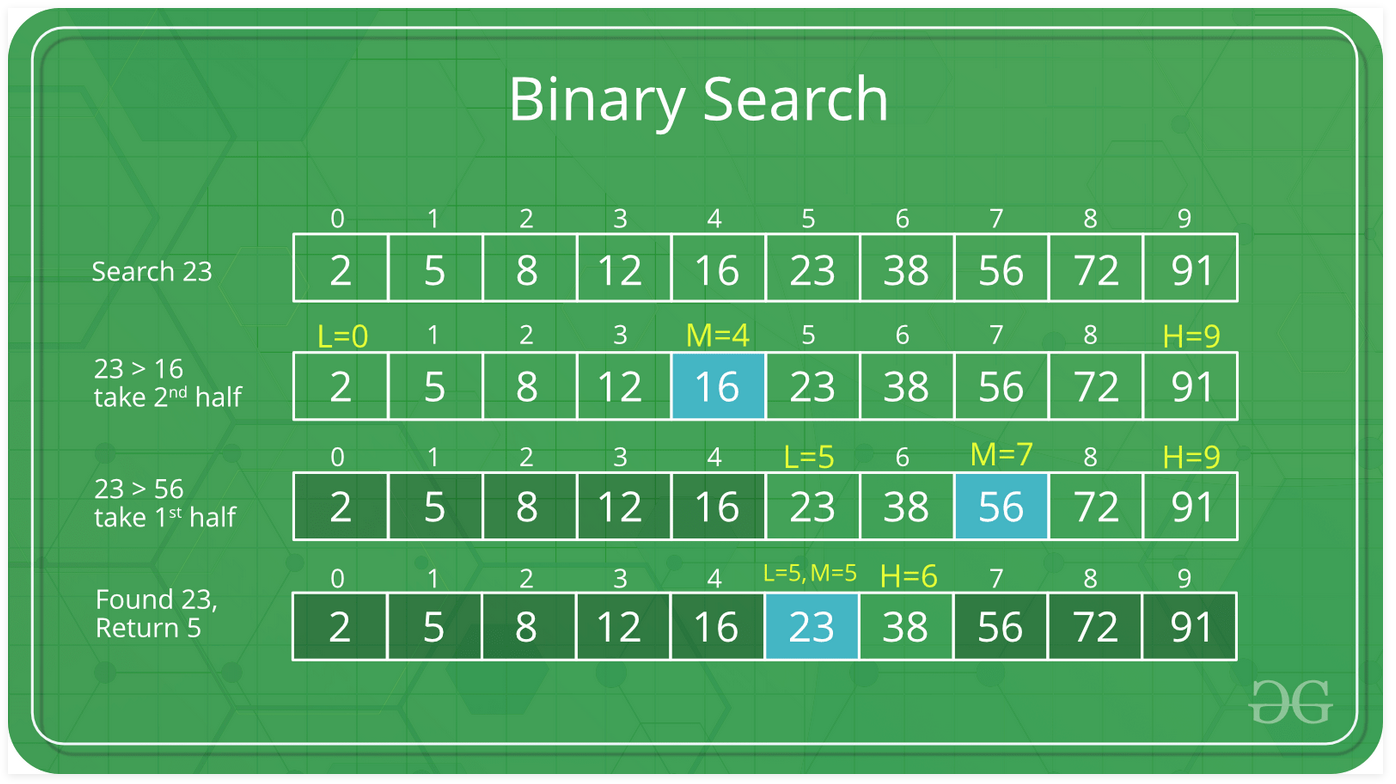 Binary Search
0 1 2 3 4 5 6 7 8 9
Search 23
2 5 8 12 16 23 38 56 72 91
L=0 1 2 3 M=4 5 6 7 8 H=9
23 > 16
take 2nd half
2 5 8 12 16 23 38 56 72 91
0 1 2 3 4 L=5 6 M=7 8 H=9
23 > 56
take 1st half
2 5 8 12 16 23 38 56 72 91
0 1 2 3 4 L=5, M=5 H=6 7 8 9
Found 23,
Return 5
2 5 8 12 16 23 38 56 72 91
GG